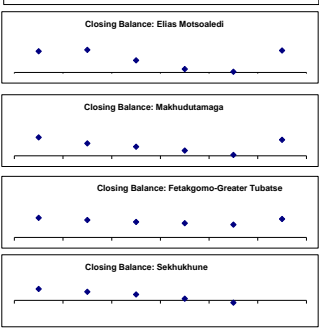 Closing Balance: Elias Motsoaledi
Closing Balance: Makhudutamaga
Closing Balance: Fetakgomo-Greater Tubatse
Closing Balance: Sekhukhune